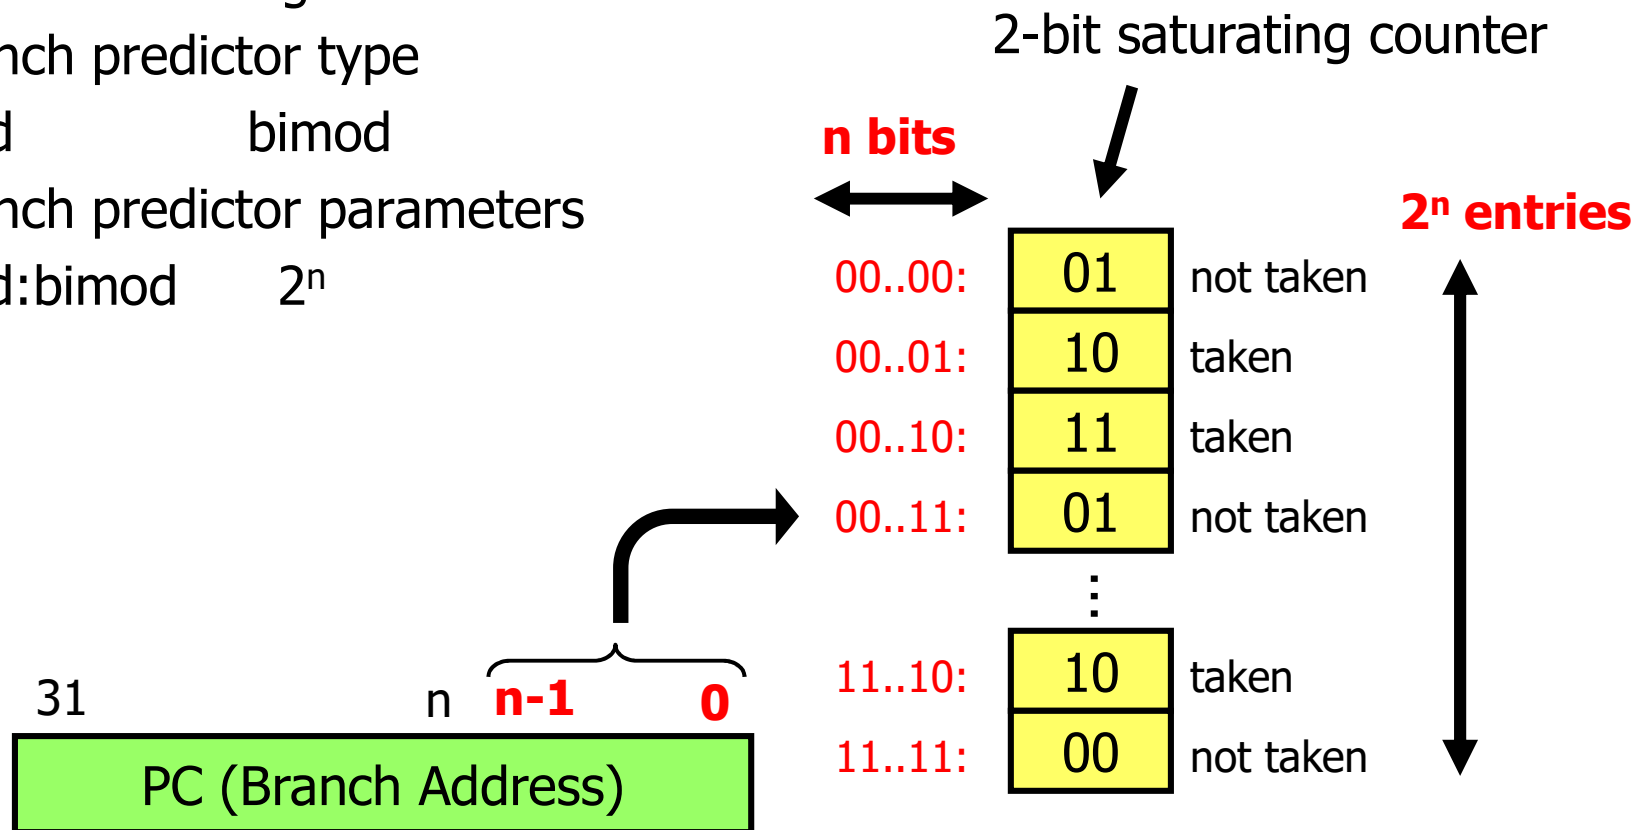 nch predictor type
bimod
nch predictor parameters
d:bimod 2ⁿ
2-bit saturating counter
n bits
2ⁿ entries
00..00: 01 not taken
00..01: 10 taken
00..10: 11 taken
00..11: 01 not taken
⋮
11..10: 10 taken
11..11: 00 not taken
31 n n-1 0
PC (Branch Address)